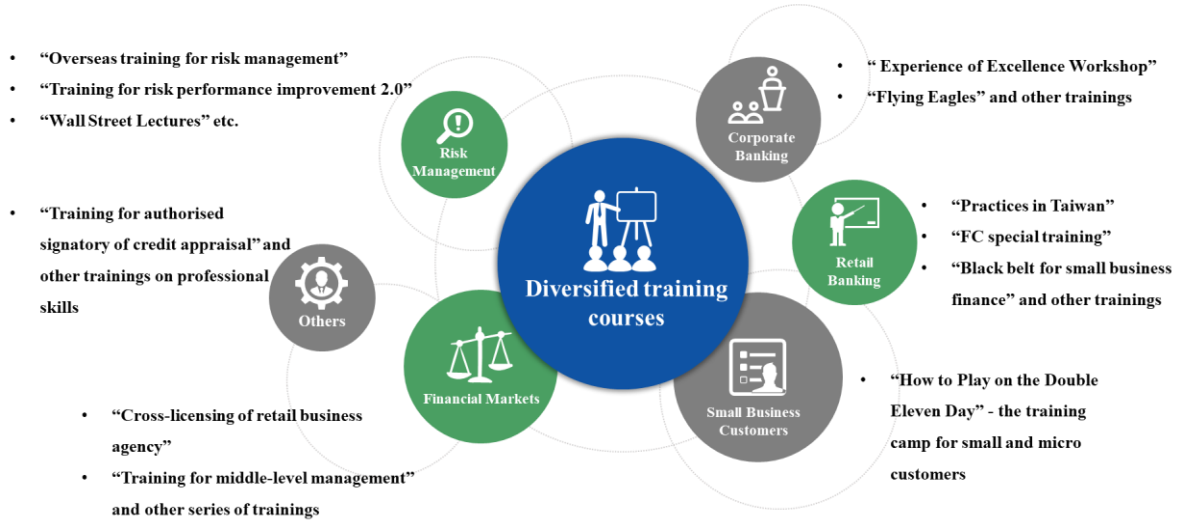 • “Overseas training for risk management”
• “Training for risk performance improvement 2.0”
• “Wall Street Lectures” etc.
Risk
Management
Corporate
Banking
• “ Experience of Excellence Workshop”
• “Flying Eagles” and other trainings
• “Training for authorised
signatory of credit appraisal” and
other trainings on professional
skills
Others
Diversified training
courses
Retail
Banking
• “Practices in Taiwan”
• “FC special training”
• “Black belt for small business
finance” and other trainings
Financial Markets
• “Cross-licensing of retail business
agency”
• “Training for middle-level management”
and other series of trainings
Small Business
Customers
• “How to Play on the Double
Eleven Day” - the training
camp for small and micro
customers